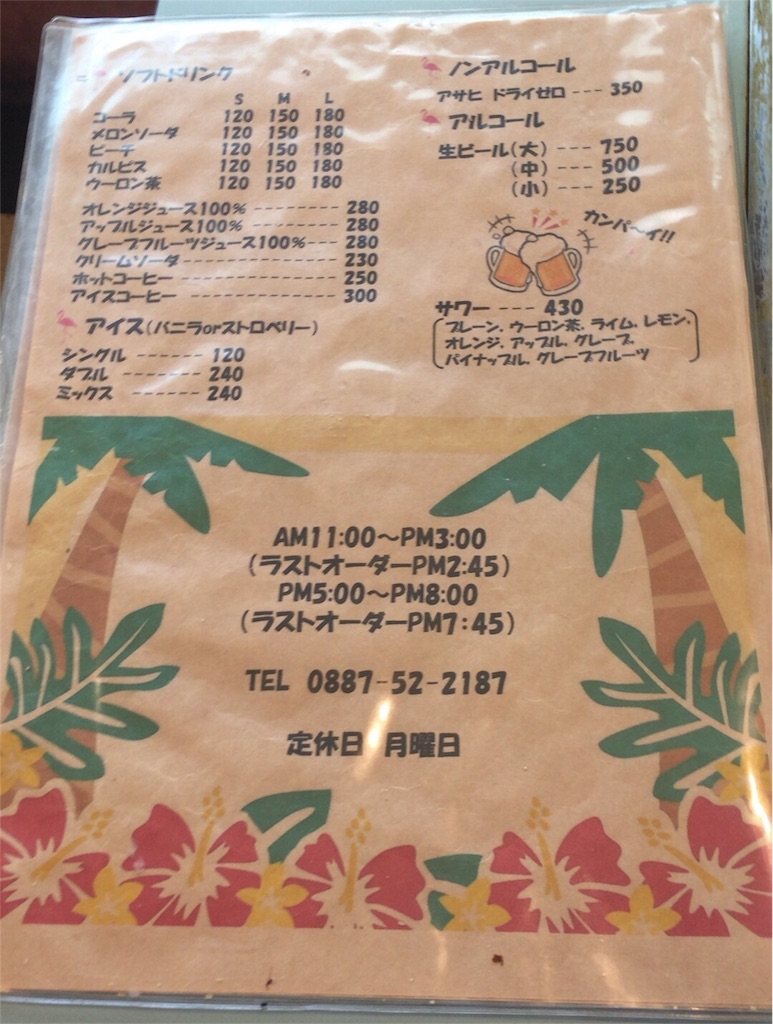 ソフトドリンク
S M L
コーラ 120 150 180
メロンソーダ 120 150 180
ピーチ 120 150 180
カルピス 120 150 180
ウーロン茶 120 150 180
オレンジジュース100% -------- 280
アップルジュース100% -------- 280
グレープフルーツジュース100%--- 280
クリームソーダ---------------- 230
ホットコーヒー ---------------- 250
アイスコーヒー ---------------- 300
アイス(バニラorストロベリー)
シングル ------ 120
ダブル ------ 240
ミックス ------ 240
ノンアルコール
アサヒ ドライゼロ --- 350
アルコール
生ビール(大) --- 750
(中) --- 500
(小) --- 250
カンパ〜イ!!
サワー --- 430
プレーン、ウーロン茶、ライム、レモン、
オレンジ、アップル、グレープ、
パイナップル、グレープフルーツ
AM11:00〜PM3:00
(ラストオーダーPM2:45)
PM5:00〜PM8:00
(ラストオーダーPM7:45)
TEL 0887-52-2187
定休日 月曜日